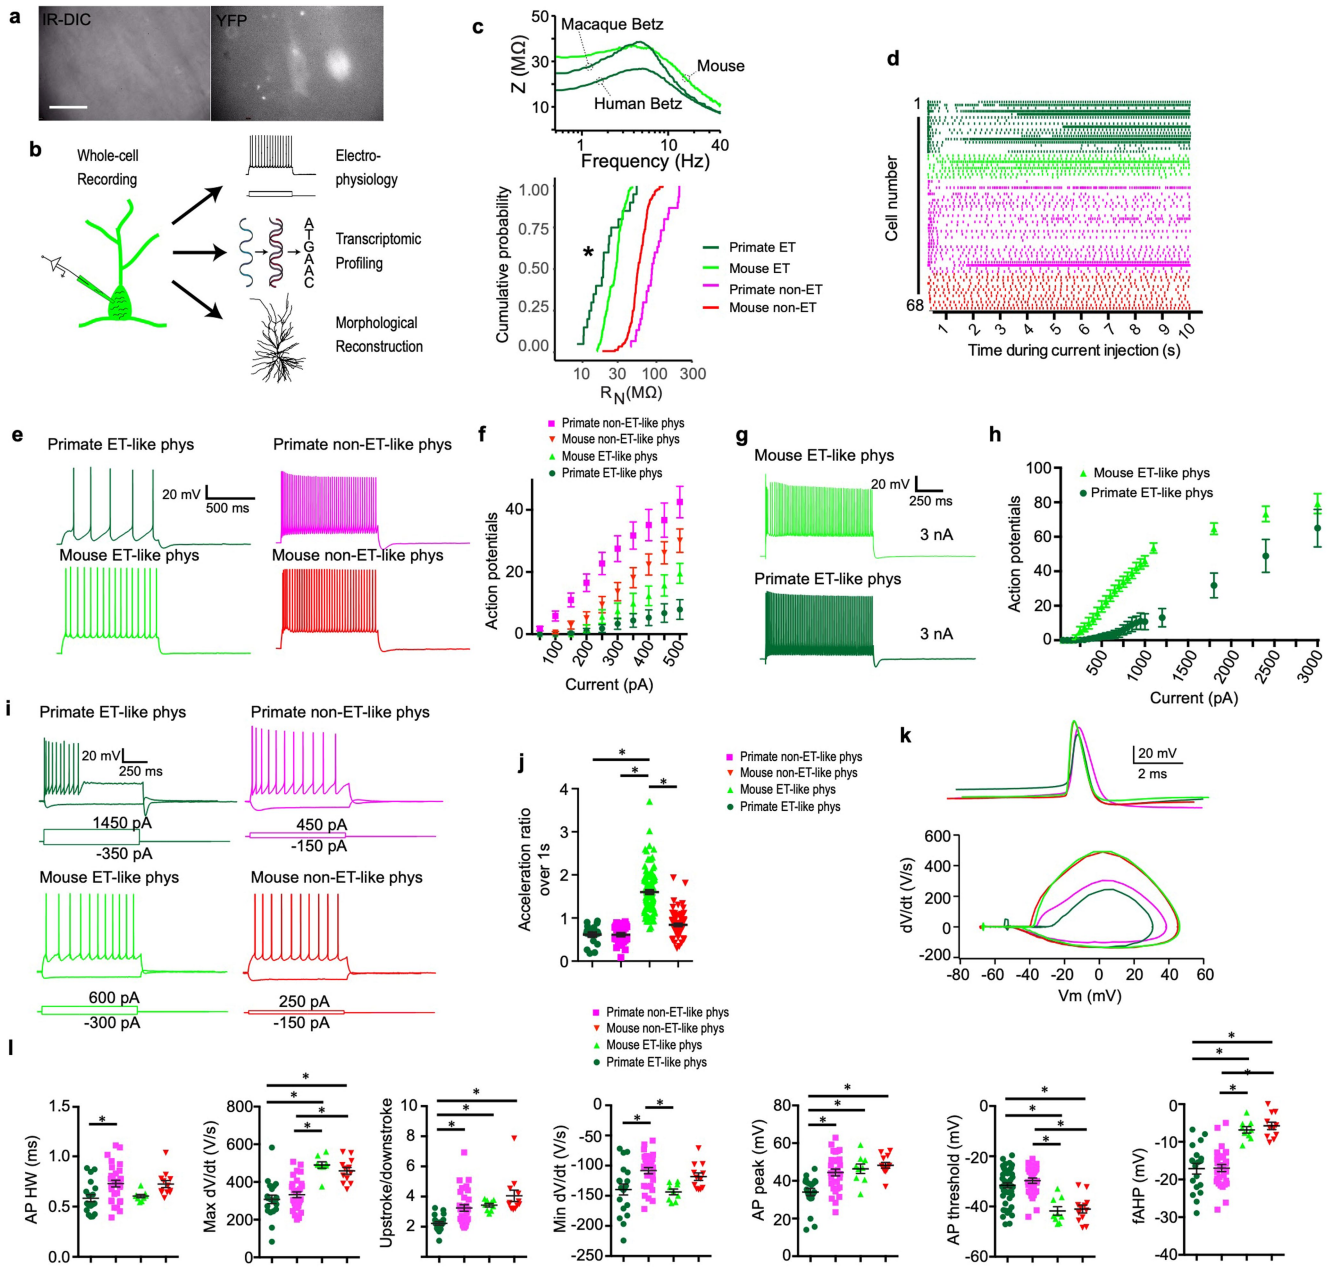 a
IR-DIC
YFP
b
Whole-cell
Recording
Electro-
physiology
A
T
G
A
A
C
Transcriptomic
Profiling
Morphological
Reconstruction
c
Z (MΩ)
50
30
10
Macaque Betz
Mouse
Human Betz
1
10
40
Frequency (Hz)
Cumulative probability
1.00
0.75
0.50
0.25
0.00
*
10
30
100
300
RN(MΩ)
Primate ET
Mouse ET
Primate non-ET
Mouse non-ET
d
Cell number
1
68
1 2 3 4 5 6 7 8 9 10
Time during current injection (s)
e
Primate ET-like phys
Primate non-ET-like phys
20 mV
500 ms
Mouse ET-like phys
Mouse non-ET-like phys
f
Primate non-ET-like phys
Mouse non-ET-like phys
Mouse ET-like phys
Primate ET-like phys
Action potentials
40
20
0
100 200 300 400 500
Current (pA)
g
Mouse ET-like phys
20 mV
250 ms
3 nA
Primate ET-like phys
3 nA
h
Mouse ET-like phys
Primate ET-like phys
Action potentials
100
80
60
40
20
0
500 1000 1500 2000 2500 3000
Current (pA)
i
Primate ET-like phys
Primate non-ET-like phys
20 mV
250 ms
1450 pA
-350 pA
450 pA
-150 pA
Mouse ET-like phys
Mouse non-ET-like phys
600 pA
-300 pA
250 pA
-150 pA
j
* * *
Acceleration ratio
over 1s
4
3
2
1
0
Primate non-ET-like phys
Mouse non-ET-like phys
Mouse ET-like phys
Primate ET-like phys
k
20 mV
2 ms
dV/dt (V/s)
600
400
200
0
-200
-80 -60 -40 -20 0 20 40 60
Vm (mV)
l
Primate non-ET-like phys
Mouse non-ET-like phys
Mouse ET-like phys
Primate ET-like phys
AP HW (ms)
1.5
1.0
0.5
0.0
*
Max dV/dt (V/s)
800
600
400
200
0
* * * *
Upstroke/downstroke
10
8
6
4
2
* * *
Min dV/dt (V/s)
0
-50
-100
-150
-200
-250
* *
AP peak (mV)
80
60
40
20
0
* * *
AP threshold (mV)
0
-20
-40
-60
* * * *
fAHP (mV)
0
-10
-20
-30
-40
* * * *